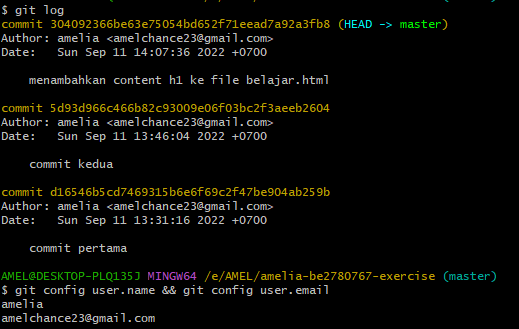 $ git log
commit 304092366be63e75054bd652f71eead7a92a3fb8 (HEAD -> master)
Author: amelia <amelchance23@gmail.com>
Date:   Sun Sep 11 14:07:36 2022 +0700
menambahkan content h1 ke file belajar.html
commit 5d93d966c466b82c93009e06f03bc2f3aeeb2604
Author: amelia <amelchance23@gmail.com>
Date:   Sun Sep 11 13:46:04 2022 +0700
commit kedua
commit d16546b5cd7469315b6e6f69c2f47be904ab259b
Author: amelia <amelchance23@gmail.com>
Date:   Sun Sep 11 13:31:16 2022 +0700
commit pertama
AMEL@DESKTOP-PLQ135J MINGW64 /e/AMEL/amelia-be2780767-exercise (master)
$ git config user.name && git config user.email
amelia
amelchance23@gmail.com